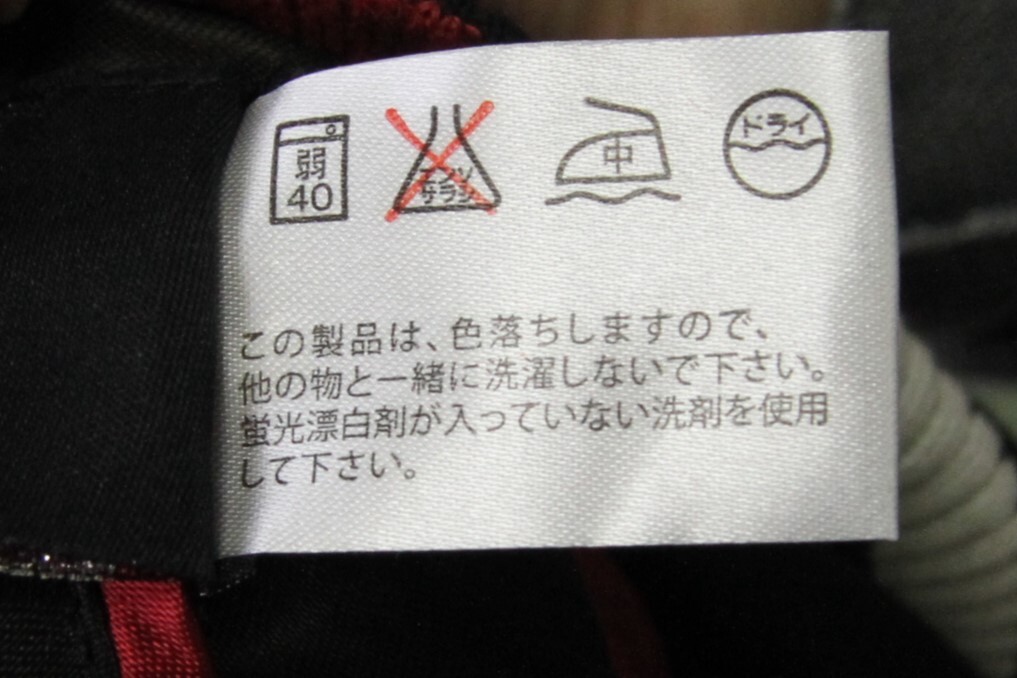 弱
40
エンソ
サラシ
中
ドライ
この製品は、色落ちしますので、
他の物と一緒に洗濯しないで下さい。
蛍光漂白剤が入っていない洗剤を使用
して下さい。